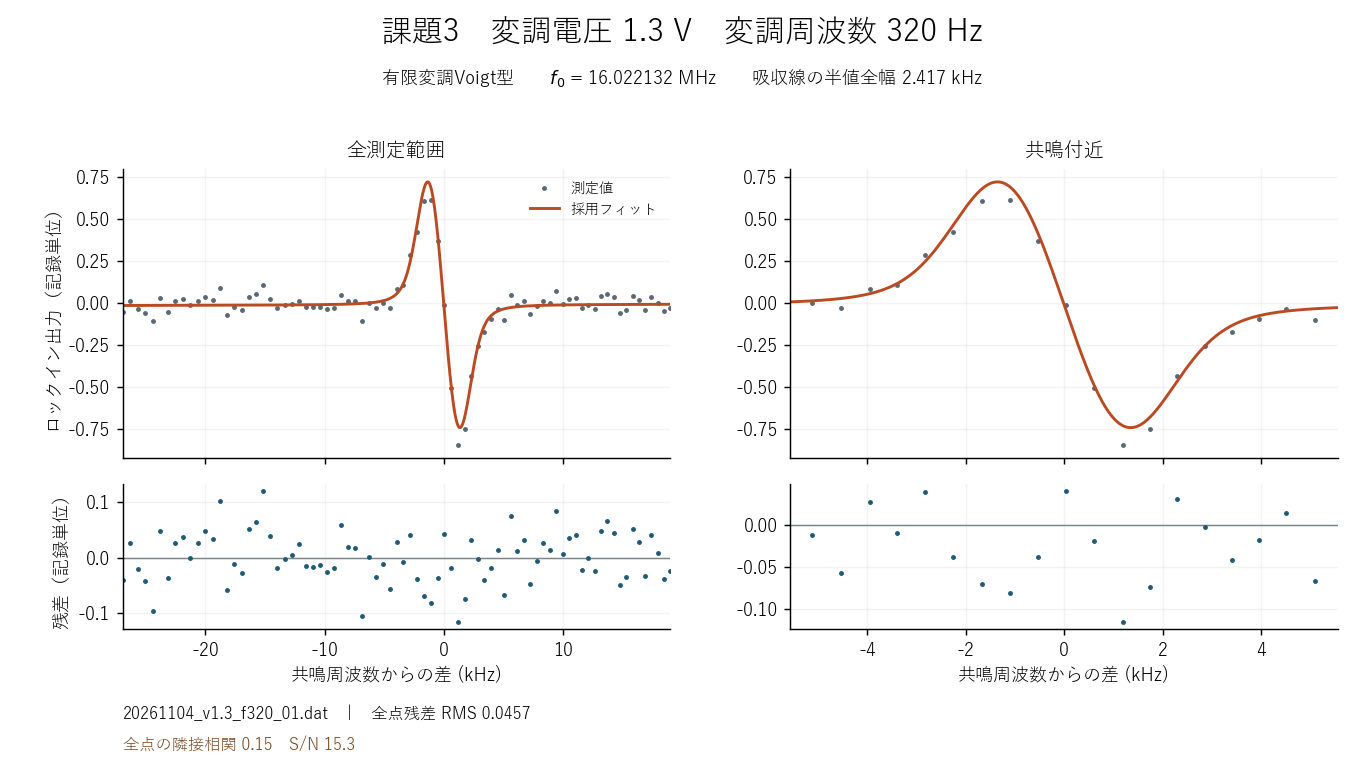 課題3　変調電圧 1.3 V　変調周波数 320 Hz
有限変調Voigt型　　f0 = 16.022132 MHz　　吸収線の半値全幅 2.417 kHz
全測定範囲
共鳴付近
測定値
採用フィット
ロックイン出力（記録単位）
0.75
0.50
0.25
0.00
-0.25
-0.50
-0.75
0.75
0.50
0.25
0.00
-0.25
-0.50
-0.75
残差（記録単位）
0.1
0.0
-0.1
0.00
-0.05
-0.10
-20 -10 0 10
-4 -2 0 2 4
共鳴周波数からの差 (kHz)
共鳴周波数からの差 (kHz)
20261104_v1.3_f320_01.dat　|　全点残差 RMS 0.0457
全点の隣接相関 0.15　S/N 15.3